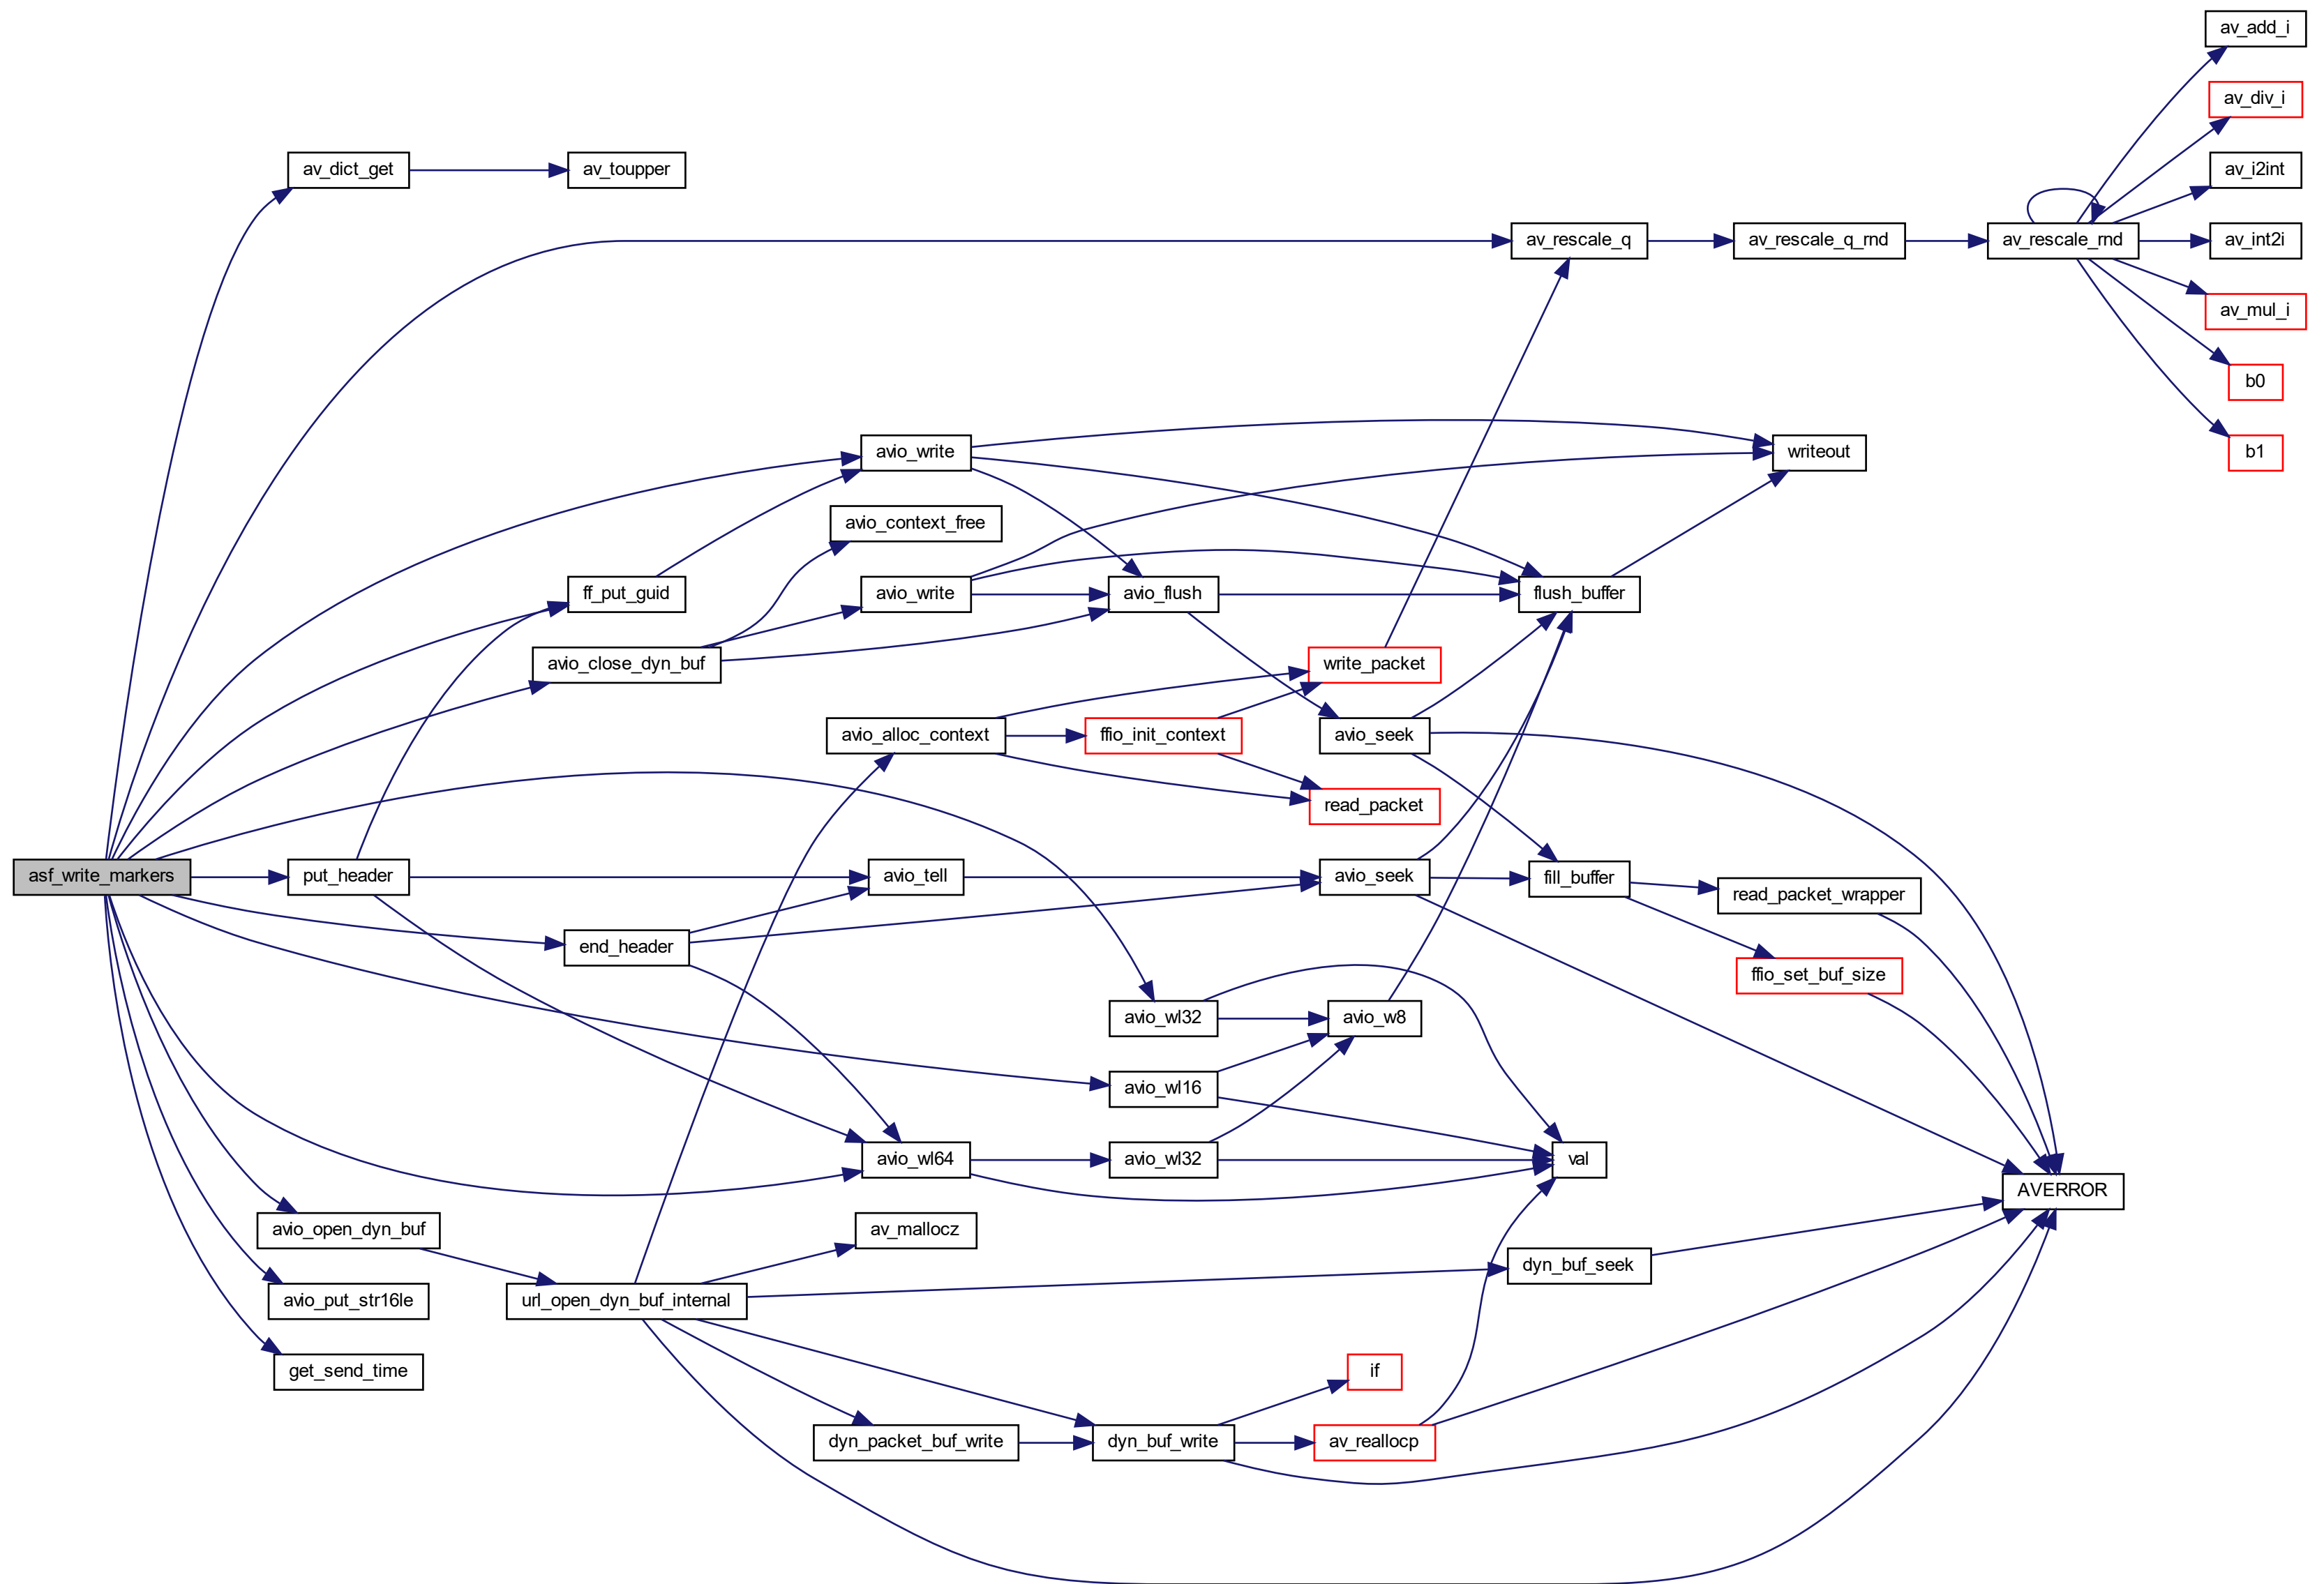 av_add_i
av_div_i
av_dict_get
av_toupper
av_i2int
av_rescale_q
av_rescale_q_rnd
av_rescale_rnd
av_int2i
av_mul_i
b0
avio_write
writeout
b1
avio_context_free
ff_put_guid
avio_write
avio_flush
flush_buffer
avio_close_dyn_buf
write_packet
avio_alloc_context
ffio_init_context
avio_seek
read_packet
asf_write_markers
put_header
avio_tell
avio_seek
fill_buffer
read_packet_wrapper
end_header
ffio_set_buf_size
avio_wl32
avio_w8
avio_wl16
avio_wl64
avio_wl32
val
AVERROR
avio_open_dyn_buf
av_mallocz
dyn_buf_seek
avio_put_str16le
url_open_dyn_buf_internal
get_send_time
if
dyn_packet_buf_write
dyn_buf_write
av_reallocp